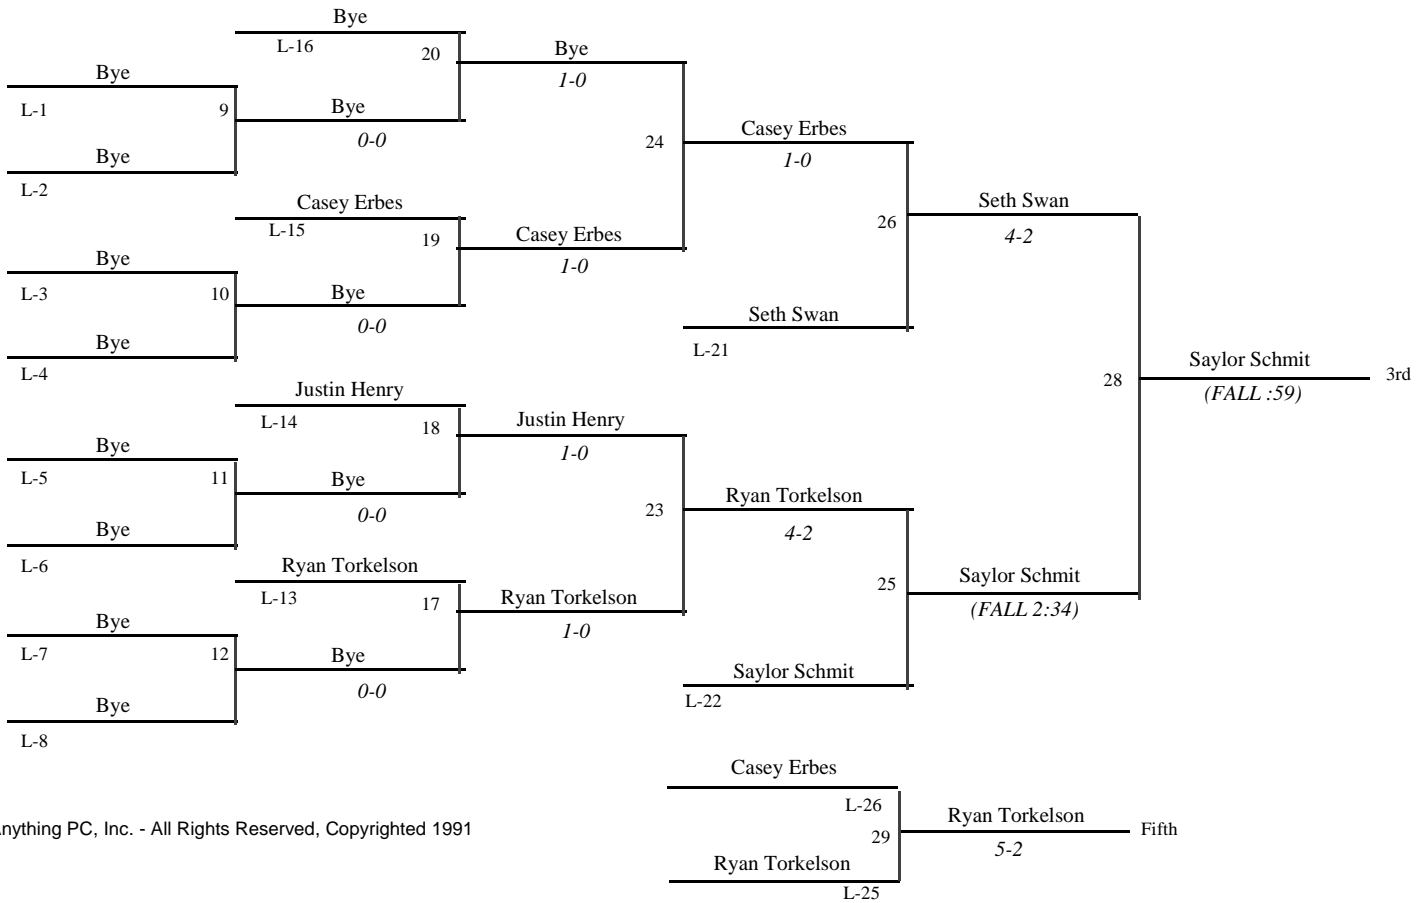 Bye
L-16
20
Bye
1-0
Bye
L-1
9
Bye
0-0
Bye
L-2
24
Casey Erbes
1-0
Casey Erbes
L-15
19
Casey Erbes
1-0
26
Seth Swan
4-2
Bye
L-3
10
Bye
0-0
Bye
L-4
Seth Swan
L-21
28
Saylor Schmit
(FALL :59)
3rd
Justin Henry
L-14
18
Justin Henry
1-0
Bye
L-5
11
Bye
0-0
Bye
L-6
23
Ryan Torkelson
4-2
Ryan Torkelson
L-13
17
Ryan Torkelson
1-0
25
Saylor Schmit
(FALL 2:34)
Bye
L-7
12
Bye
0-0
Bye
L-8
Saylor Schmit
L-22
Casey Erbes
L-26
29
Ryan Torkelson
5-2
Fifth
Ryan Torkelson
L-25
nything PC, Inc. - All Rights Reserved, Copyrighted 1991